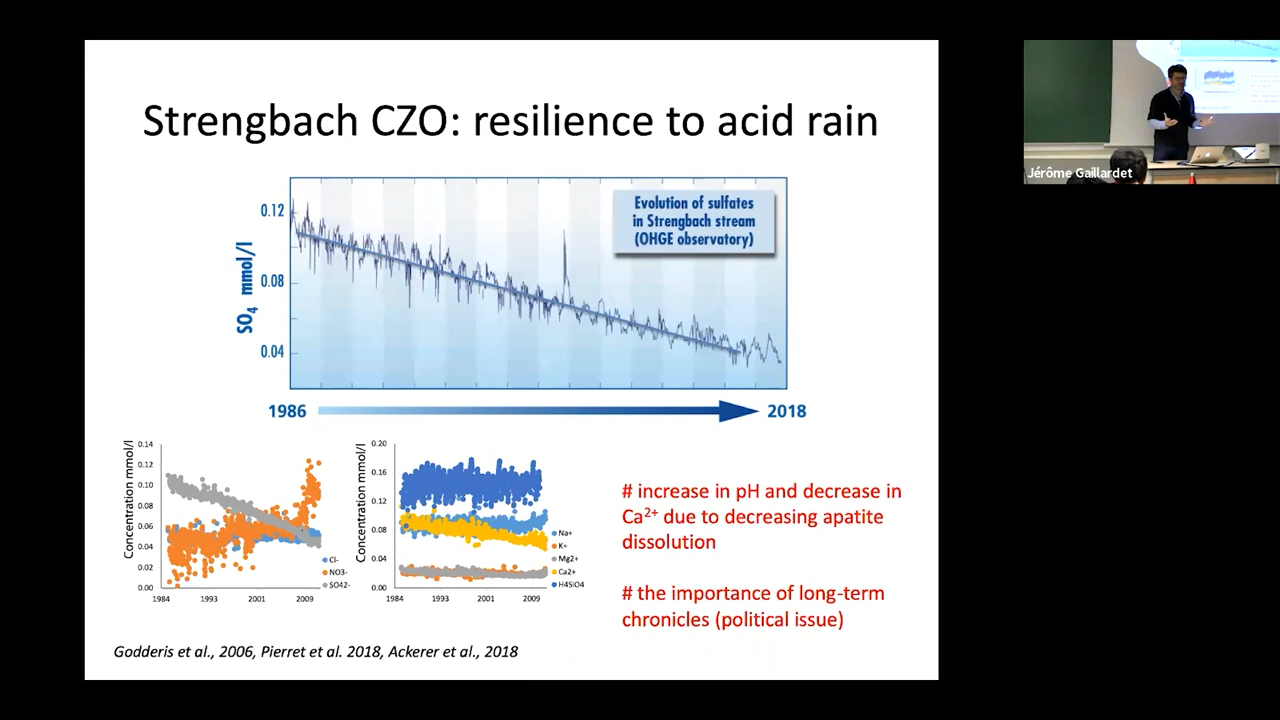 Strengbach CZO: resilience to acid rain
Evolution of sulfates
in Strengbach stream
(OHGE observatory)
SO4 mmol/l
0.12
0.08
0.04
1986
2018
Concentration mmol/l
0.14
0.12
0.10
0.08
0.06
0.04
0.02
0.00
1984
1993
2001
2009
Cl-
NO3-
SO42-
Concentration mmol/l
0.20
0.16
0.12
0.08
0.04
0.00
1984
1993
2001
2009
Na+
K+
Mg2+
Ca2+
H4SiO4
# increase in pH and decrease in
Ca2+ due to decreasing apatite
dissolution
# the importance of long-term
chronicles (political issue)
Godderis et al., 2006, Pierret et al. 2018, Ackerer et al., 2018
Jérôme Gaillardet